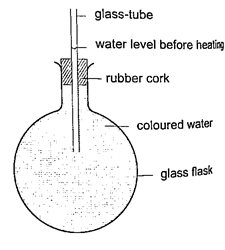 glass-tube
water level before heating
rubber cork
coloured water
glass flask